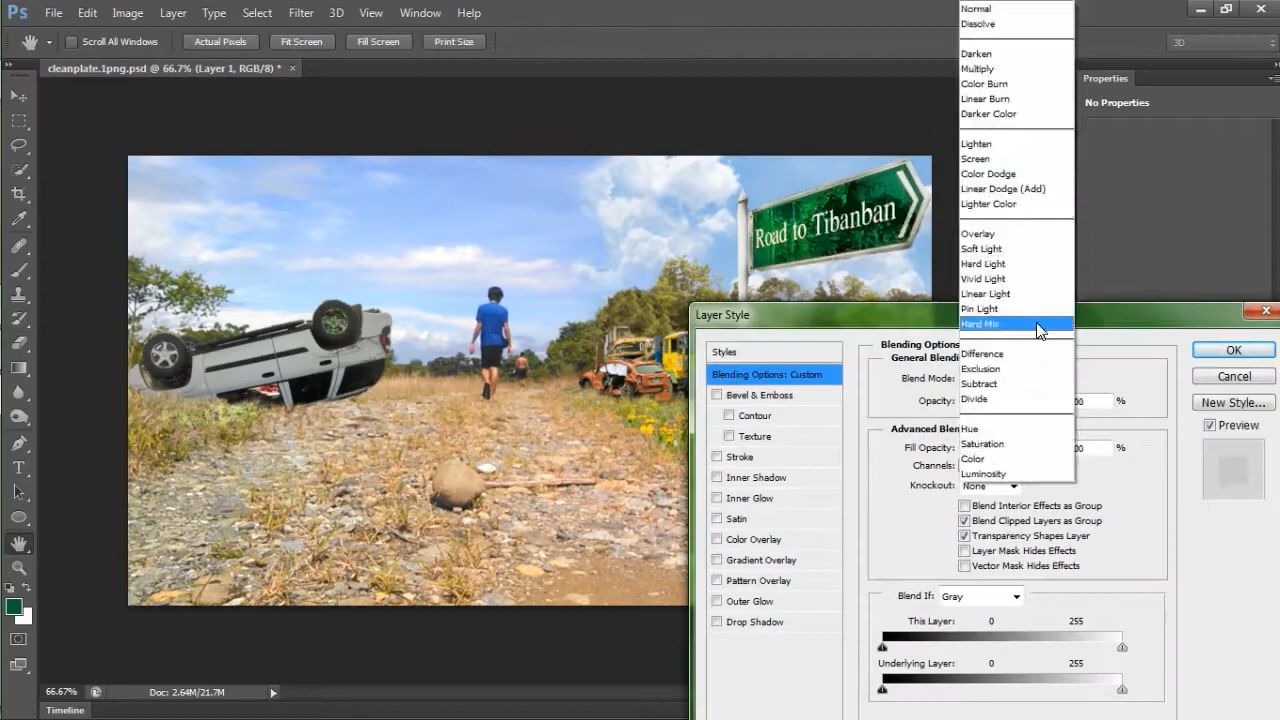 Ps File Edit Image Layer Type Select Filter 3D View Window Help
Scroll All Windows Actual Pixels Fit Screen Fill Screen Print Size 3D
cleanplate.1png.psd @ 66.7% (Layer 1, RGB/8) * ×
Properties
No Properties
Normal
Dissolve
Darken
Multiply
Color Burn
Linear Burn
Darker Color
Lighten
Screen
Color Dodge
Linear Dodge (Add)
Lighter Color
Overlay
Soft Light
Hard Light
Vivid Light
Linear Light
Pin Light
Hard Mix
Difference
Exclusion
Subtract
Divide
Hue
Saturation
Color
Luminosity
Road to Tibanban
Layer Style
Styles
Blending Options: Custom
Bevel & Emboss
Contour
Texture
Stroke
Inner Shadow
Inner Glow
Satin
Color Overlay
Gradient Overlay
Pattern Overlay
Outer Glow
Drop Shadow
Blending Options
General Blendi
Blend Mode:
Opacity: 00 %
Advanced Blen
Fill Opacity: 00 %
Channels:
Knockout: None
Blend Interior Effects as Group
Blend Clipped Layers as Group
Transparency Shapes Layer
Layer Mask Hides Effects
Vector Mask Hides Effects
Blend If: Gray
This Layer: 0 255
Underlying Layer: 0 255
OK
Cancel
New Style...
Preview
66.67% Doc: 2.64M/21.7M
Timeline